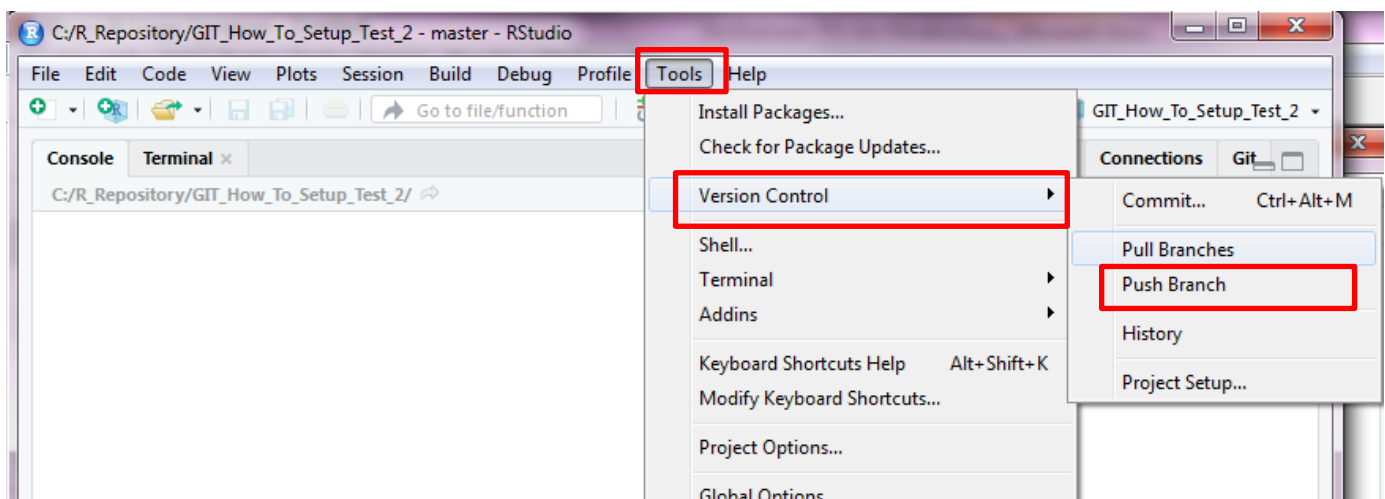 C:/R_Repository/GIT_How_To_Setup_Test_2 - master - RStudio
File Edit Code View Plots Session Build Debug Profile Tools Help
Go to file/function
GIT_How_To_Setup_Test_2
Install Packages...
Check for Package Updates...
Console Terminal
Connections Git
C:/R_Repository/GIT_How_To_Setup_Test_2/
Version Control
Commit... Ctrl+Alt+M
Pull Branches
Push Branch
History
Project Setup...
Shell...
Terminal
Addins
Keyboard Shortcuts Help Alt+Shift+K
Modify Keyboard Shortcuts...
Project Options...
Global Options